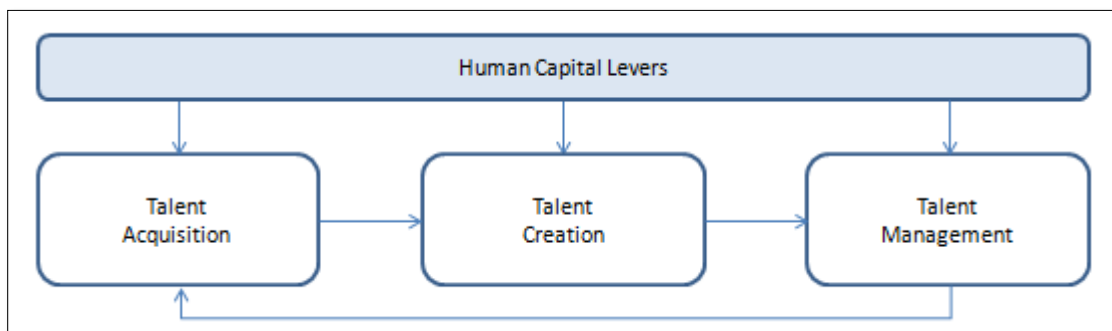 Human Capital Levers
Talent
Acquisition
Talent
Creation
Talent
Management